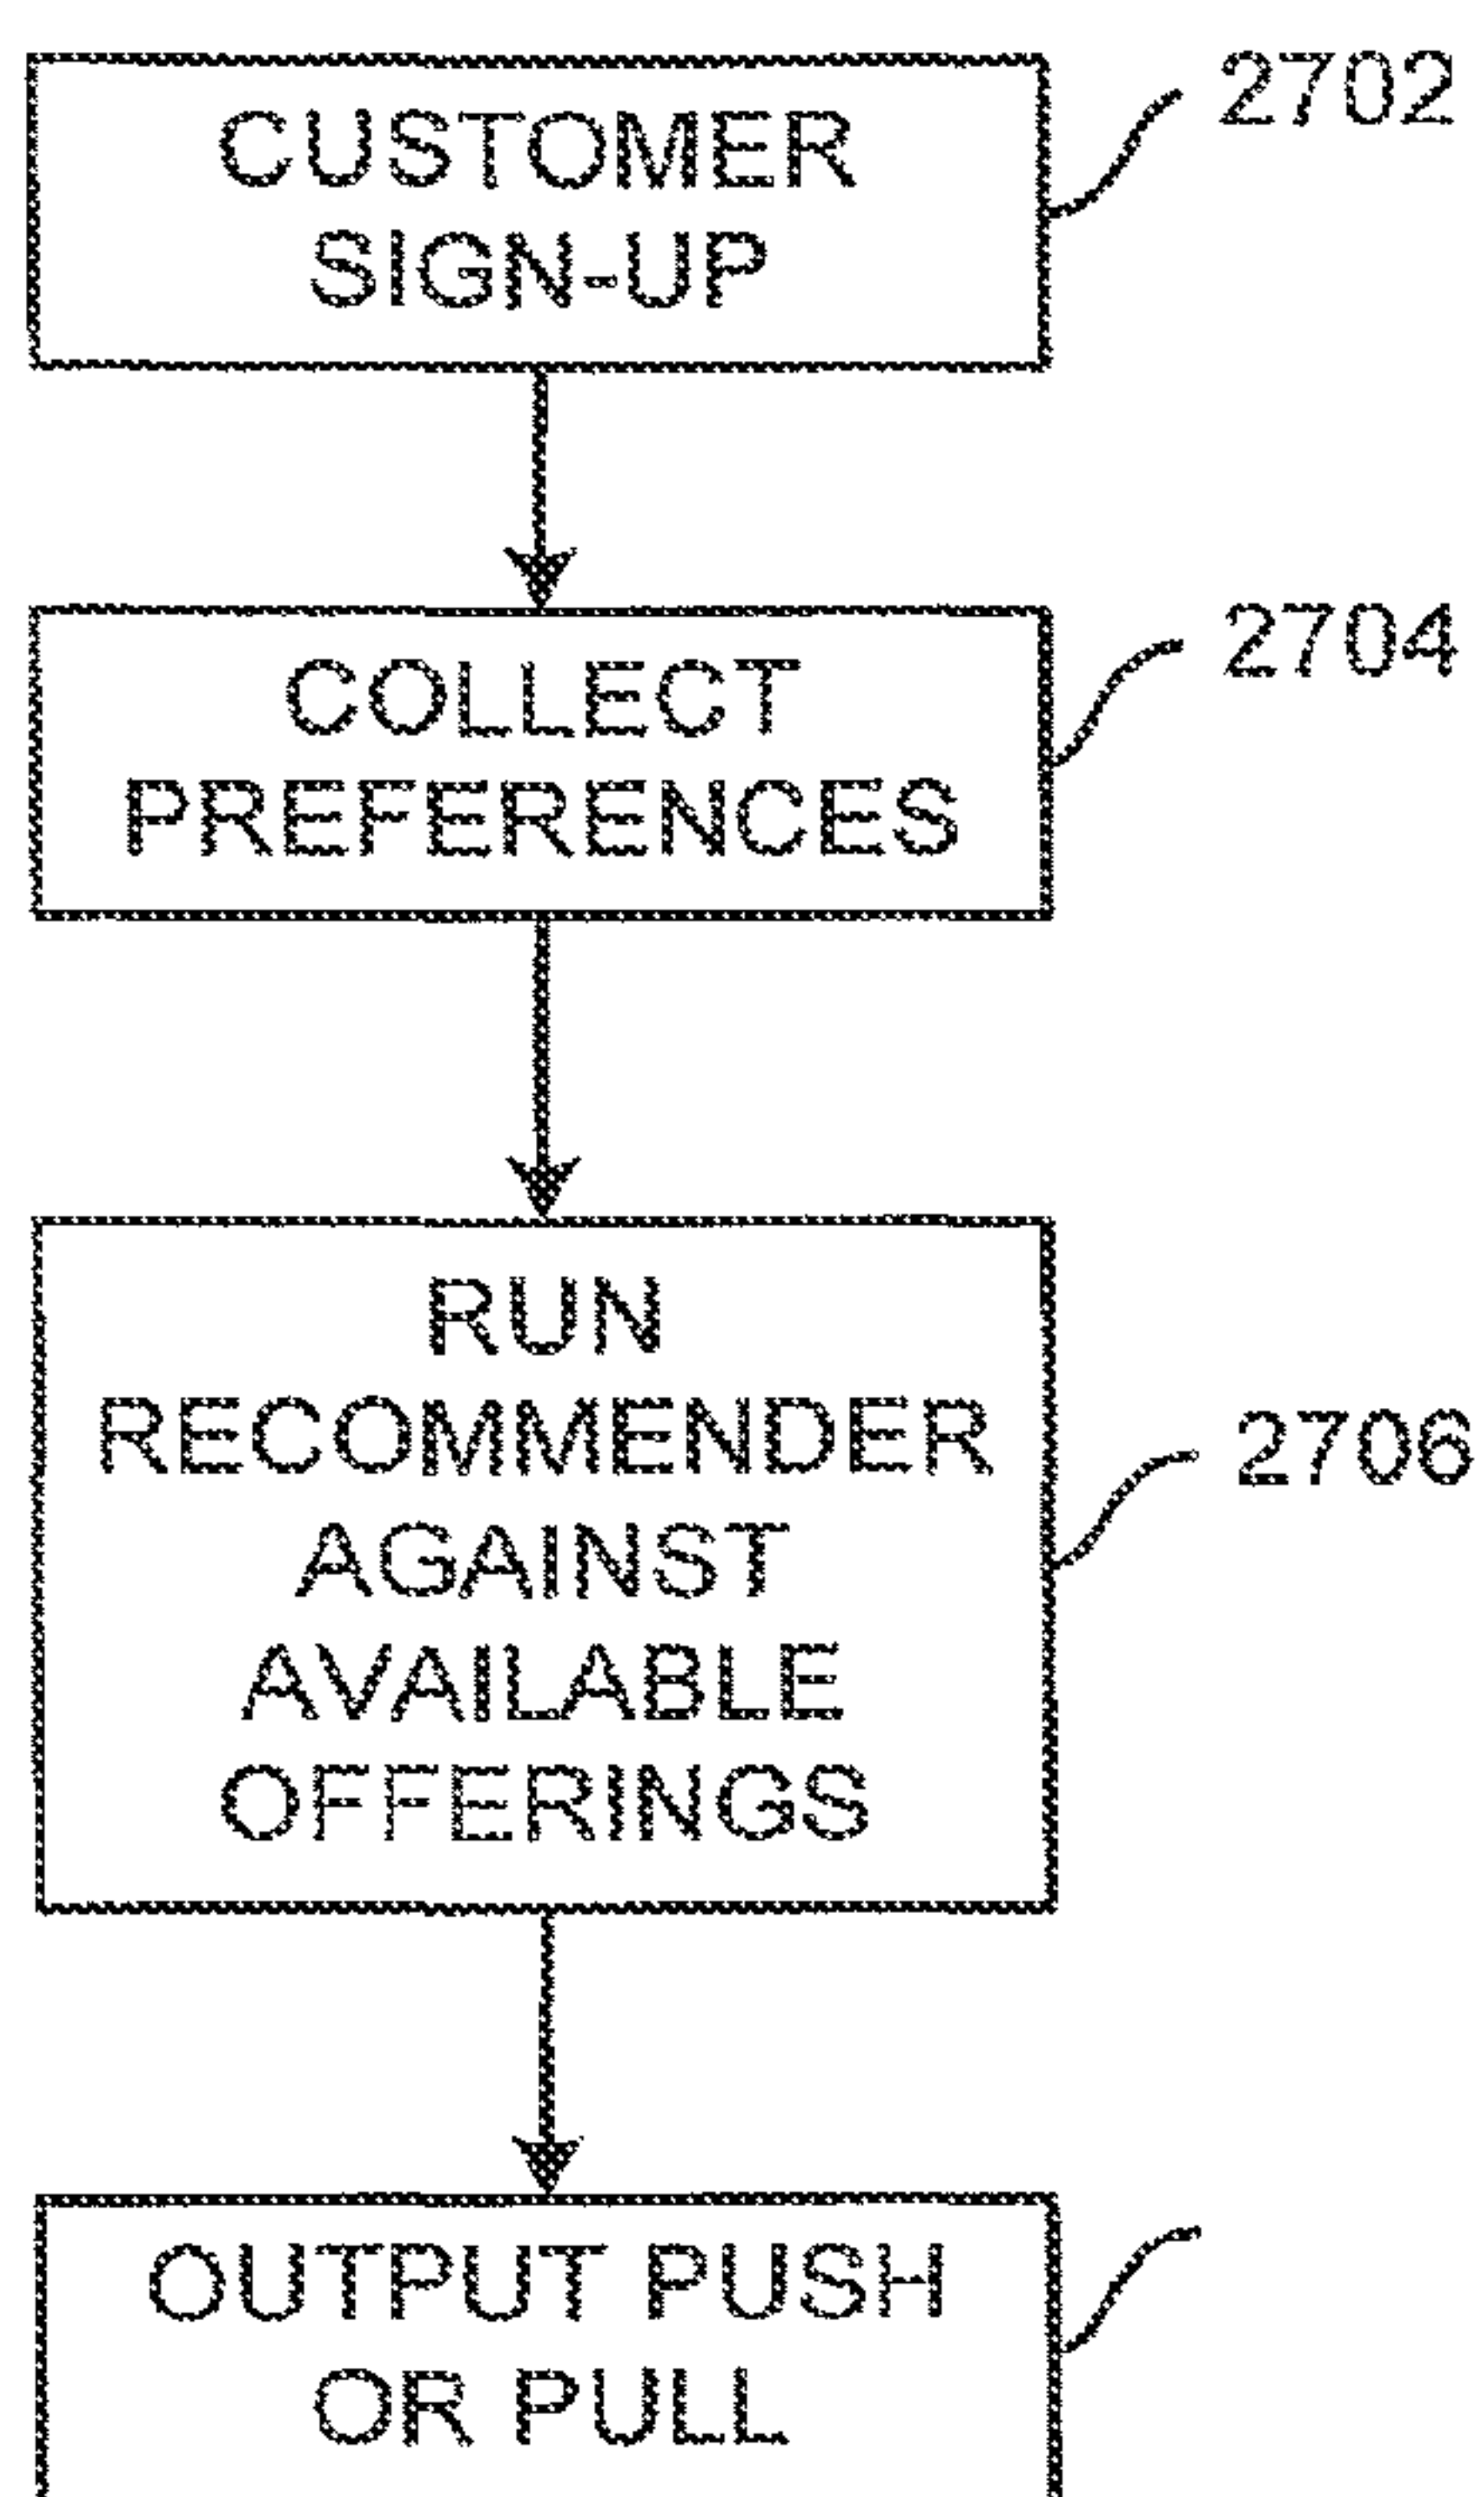 CUSTOMER
SIGN-UP
2702
COLLECT
PREFERENCES
2704
RUN
RECOMMENDER
AGAINST
AVAILABLE
OFFERINGS
2706
OUTPUT PUSH
OR PULL